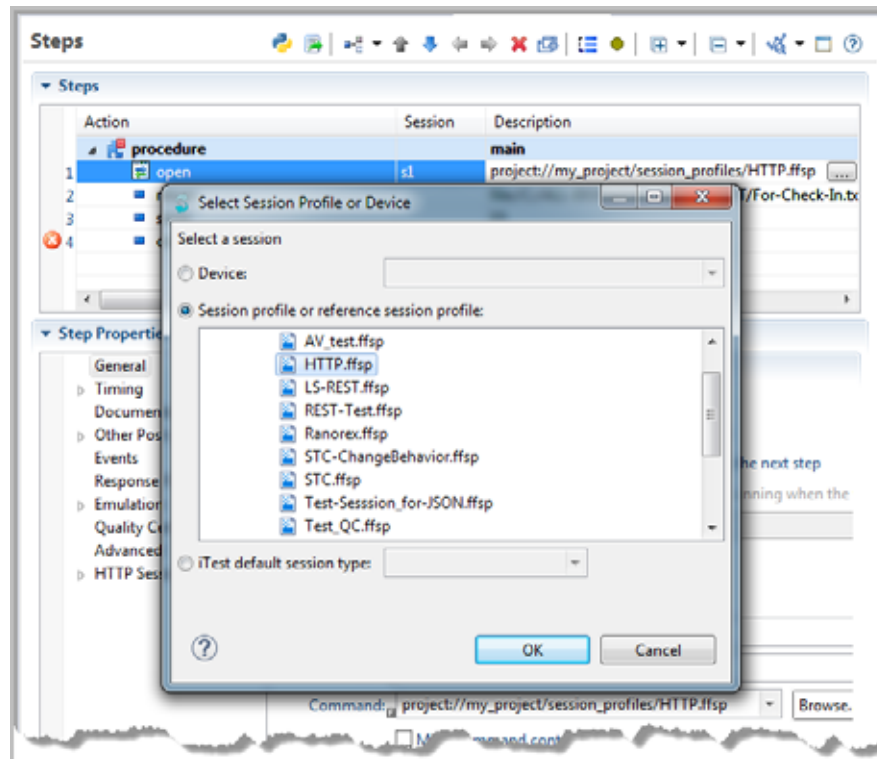 Steps
Steps
Action Session Description
procedure main
1 open s1 project://my_project/session_profiles/HTTP.ffsp ...
2 T/For-Check-In.tx
3
4
Select Session Profile or Device
Select a session
Device:
Session profile or reference session profile:
AV_test.ffsp
HTTP.ffsp
LS-REST.ffsp
REST-Test.ffsp
Ranorex.ffsp
STC-ChangeBehavior.ffsp
STC.ffsp
Test-Sesssion_for-JSON.ffsp
Test_QC.ffsp
iTest default session type:
OK Cancel
Step Propertie
General
Timing
Documen
Other Pos
Events
Response
Emulation
Quality Ce
Advanced
HTTP Ses
he next step
nning when the
Command: project://my_project/session_profiles/HTTP.ffsp Browse.